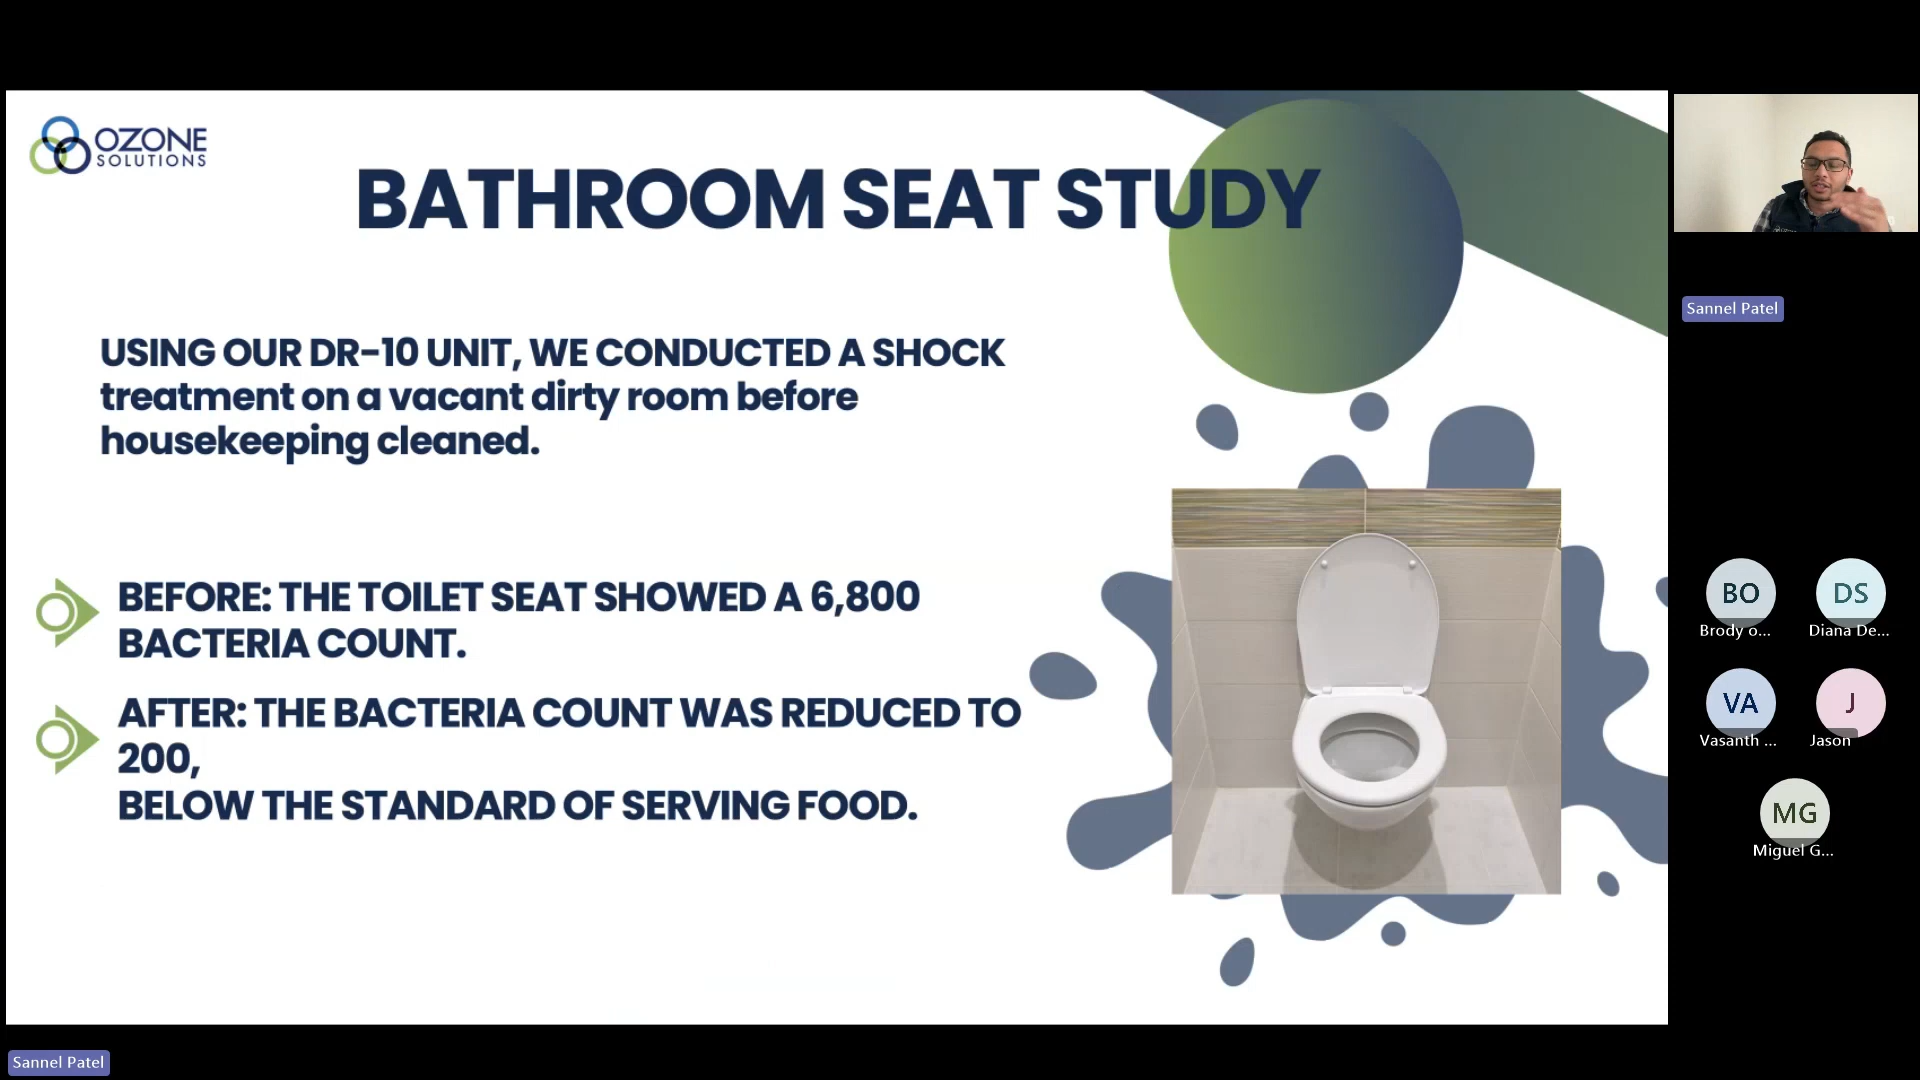 OZONE
SOLUTIONS
BATHROOM SEAT STUDY
USING OUR DR-10 UNIT, WE CONDUCTED A SHOCK
treatment on a vacant dirty room before
housekeeping cleaned.
BEFORE: THE TOILET SEAT SHOWED A 6,800
BACTERIA COUNT.
AFTER: THE BACTERIA COUNT WAS REDUCED TO
200,
BELOW THE STANDARD OF SERVING FOOD.
Sannel Patel
BO
Brody o...
DS
Diana De...
VA
Vasanth ...
J
Jason
MG
Miguel G...
Sannel Patel